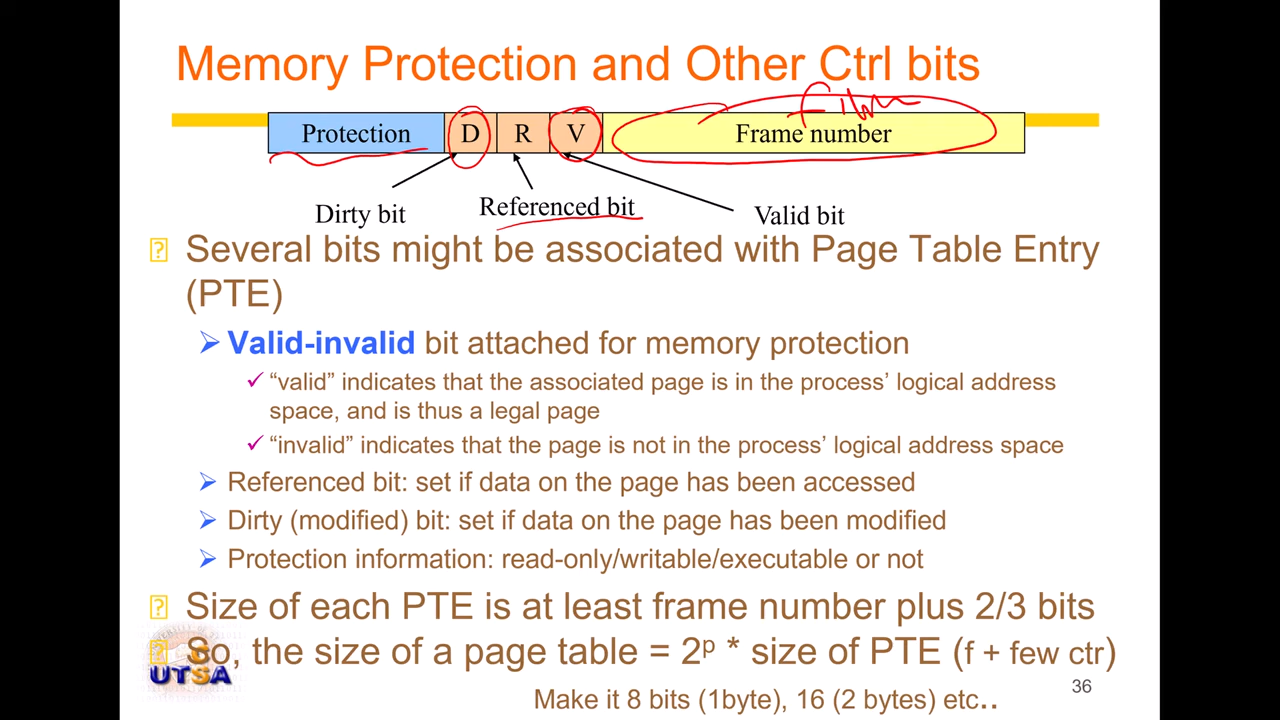 Memory Protection and Other Ctrl bits
Protection D R V Frame number
Dirty bit Referenced bit Valid bit
Several bits might be associated with Page Table Entry
(PTE)
Valid-invalid bit attached for memory protection
“valid” indicates that the associated page is in the process’ logical address
space, and is thus a legal page
“invalid” indicates that the page is not in the process’ logical address space
Referenced bit: set if data on the page has been accessed
Dirty (modified) bit: set if data on the page has been modified
Protection information: read-only/writable/executable or not
Size of each PTE is at least frame number plus 2/3 bits
So, the size of a page table = 2ᵖ * size of PTE (f + few ctr)
UTSA
36
Make it 8 bits (1byte), 16 (2 bytes) etc..